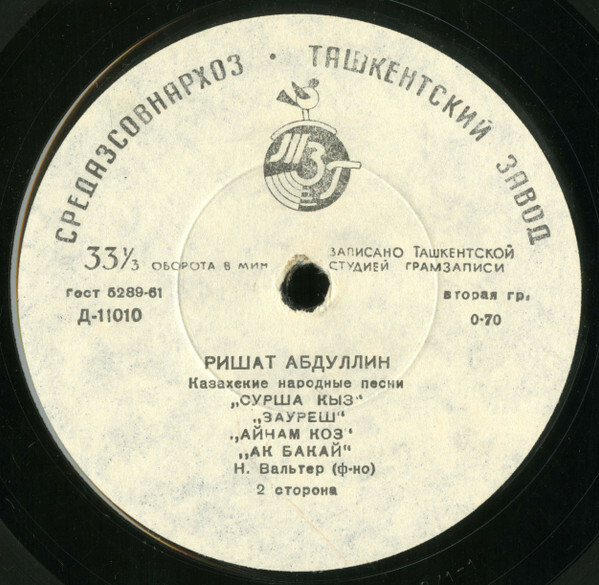 СРЕДАЗСОВНАРХОЗ · ТАШКЕНТСКИЙ ЗАВОД
ТЗГ
33⅓ ОБОРОТА В МИН
ЗАПИСАНО ТАШКЕНТСКОЙ
СТУДИЕЙ ГРАМЗАПИСИ
гост 5289-61
вторая гр.
Д-11010
0-70
РИШАТ АБДУЛЛИН
Казахские народные песни
„СУРША КЫЗ"
„ЗАУРЕШ"
„АЙНАМ КОЗ"
„АК БАКАЙ"
Н. Вальтер (ф-но)
2 сторона